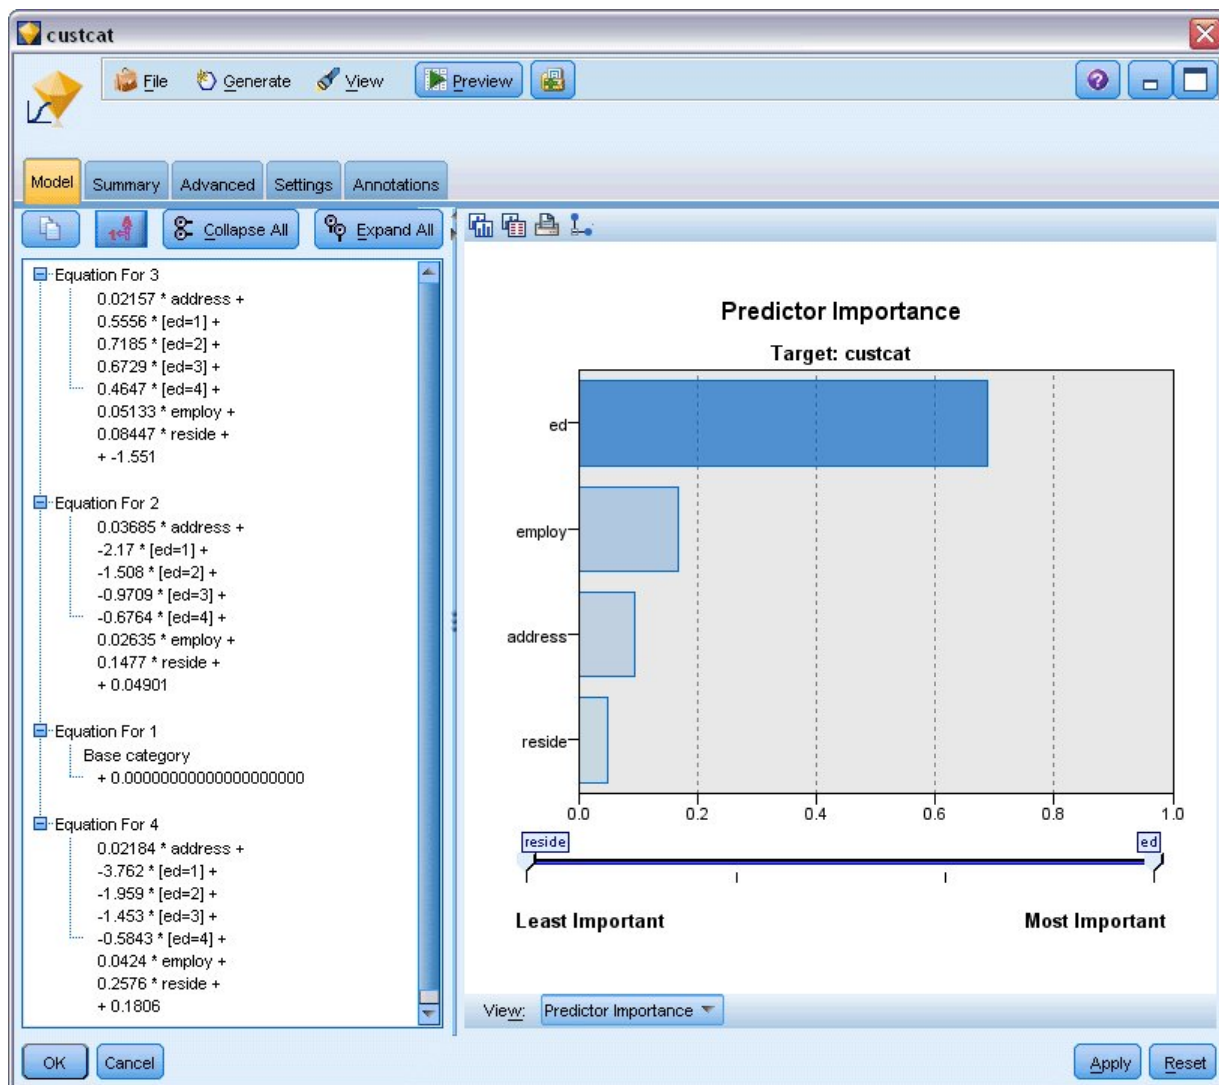 custcat
File Generate View Preview
Model Summary Advanced Settings Annotations
Collapse All Expand All
Equation For 3
0.02157 * address +
0.5556 * [ed=1] +
0.7185 * [ed=2] +
0.6729 * [ed=3] +
0.4647 * [ed=4] +
0.05133 * employ +
0.08447 * reside +
+ -1.551
Equation For 2
0.03685 * address +
-2.17 * [ed=1] +
-1.508 * [ed=2] +
-0.9709 * [ed=3] +
-0.6764 * [ed=4] +
0.02635 * employ +
0.1477 * reside +
+ 0.04901
Equation For 1
Base category
+ 0.00000000000000000000
Equation For 4
0.02184 * address +
-3.762 * [ed=1] +
-1.959 * [ed=2] +
-1.453 * [ed=3] +
-0.5843 * [ed=4] +
0.0424 * employ +
0.2576 * reside +
+ 0.1806
Predictor Importance
Target: custcat
ed
employ
address
reside
0.0 0.2 0.4 0.6 0.8 1.0
reside ed
Least Important Most Important
View: Predictor Importance
OK Cancel Apply Reset